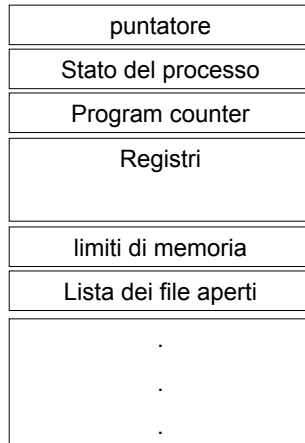 puntatore
Stato del processo
Program counter
Registri
limiti di memoria
Lista dei file aperti
.
.
.